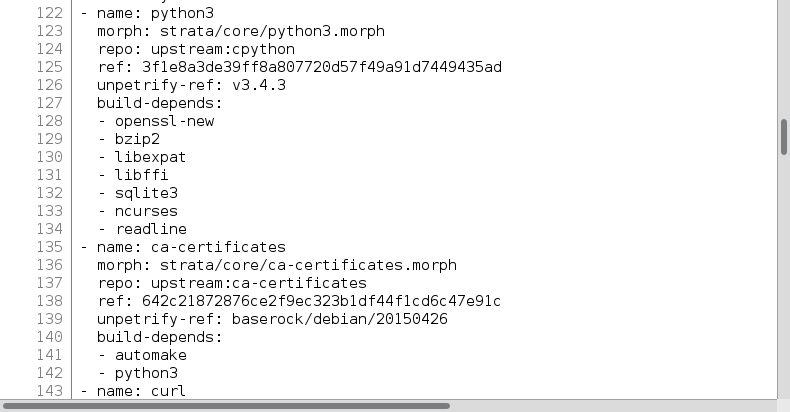 122 - name: python3
123   morph: strata/core/python3.morph
124   repo: upstream:cpython
125   ref: 3f1e8a3de39ff8a807720d57f49a91d7449435ad
126   unpetrify-ref: v3.4.3
127   build-depends:
128   - openssl-new
129   - bzip2
130   - libexpat
131   - libffi
132   - sqlite3
133   - ncurses
134   - readline
135 - name: ca-certificates
136   morph: strata/core/ca-certificates.morph
137   repo: upstream:ca-certificates
138   ref: 642c21872876ce2f9ec323b1df44f1cd6c47e91c
139   unpetrify-ref: baserock/debian/20150426
140   build-depends:
141   - automake
142   - python3
143 - name: curl